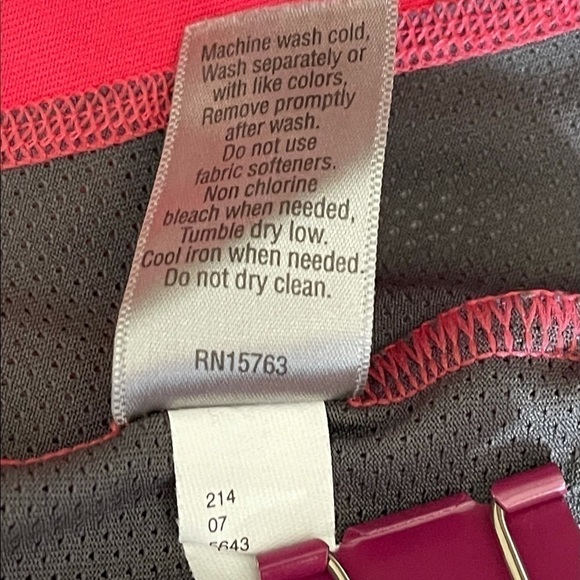 Machine wash cold,
Wash separately or
with like colors,
Remove promptly
after wash.
Do not use
fabric softeners.
Non chlorine
bleach when needed,
Tumble dry low.
Cool iron when needed.
Do not dry clean.
RN15763
214
07
5643